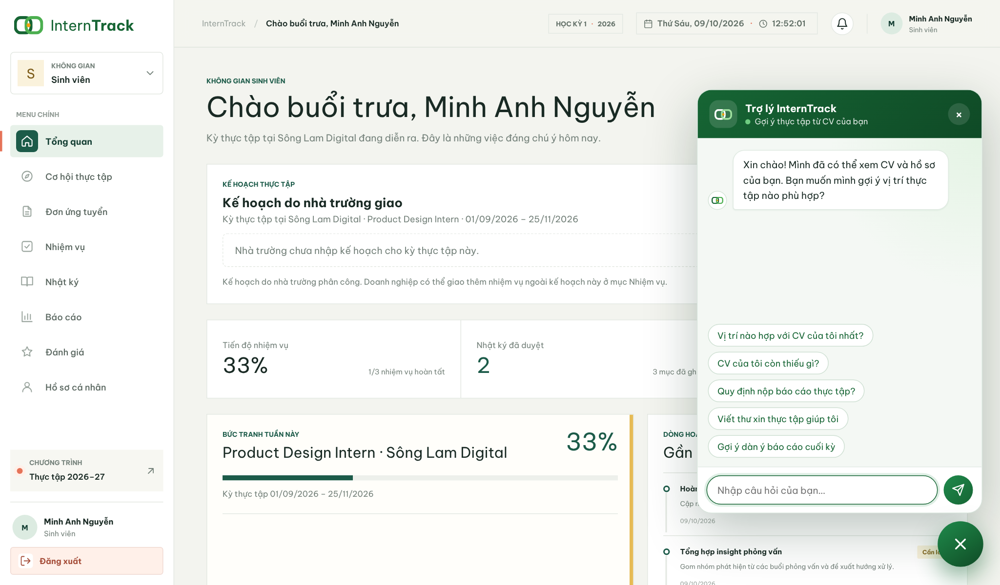 InternTrack
KHÔNG GIAN
S
Sinh viên
MENU CHÍNH
Tổng quan
Cơ hội thực tập
Đơn ứng tuyển
Nhiệm vụ
Nhật ký
Báo cáo
Đánh giá
Hồ sơ cá nhân
CHƯƠNG TRÌNH
Thực tập 2026–27
M
Minh Anh Nguyễn
Sinh viên
Đăng xuất
InternTrack / Chào buổi trưa, Minh Anh Nguyễn
HỌC KỲ 1 · 2026
Thứ Sáu, 09/10/2026 · 12:52:01
M
Minh Anh Nguyễn
Sinh viên
KHÔNG GIAN SINH VIÊN
Chào buổi trưa, Minh Anh Nguyễn
Kỳ thực tập tại Sông Lam Digital đang diễn ra. Đây là những việc đáng chú ý hôm nay.
KẾ HOẠCH THỰC TẬP
Kế hoạch do nhà trường giao
Kỳ thực tập tại Sông Lam Digital · Product Design Intern · 01/09/2026 – 25/11/2026
Nhà trường chưa nhập kế hoạch cho kỳ thực tập này.
Kế hoạch do nhà trường phân công. Doanh nghiệp có thể giao thêm nhiệm vụ ngoài kế hoạch này ở mục Nhiệm vụ.
Tiến độ nhiệm vụ
33%
1/3 nhiệm vụ hoàn tất
Nhật ký đã duyệt
2
3 mục đã gh
BỨC TRANH TUẦN NÀY
Product Design Intern · Sông Lam Digital
33%
Kỳ thực tập 01/09/2026 – 25/11/2026
DÒNG HOẠ
Gần
Hoàn
Cập n
09/10/2026
Tổng hợp insight phỏng vấn
Cần
Gom nhóm phát hiện từ các buổi phỏng vấn và đề xuất hướng xử lý.
09/10/2026
Trợ lý InternTrack
Gợi ý thực tập từ CV của bạn
Xin chào! Mình đã có thể xem CV và hồ sơ
của bạn. Bạn muốn mình gợi ý vị trí thực
tập nào phù hợp?
Vị trí nào hợp với CV của tôi nhất?
CV của tôi còn thiếu gì?
Quy định nộp báo cáo thực tập?
Viết thư xin thực tập giúp tôi
Gợi ý dàn ý báo cáo cuối kỳ
Nhập câu hỏi của bạn...